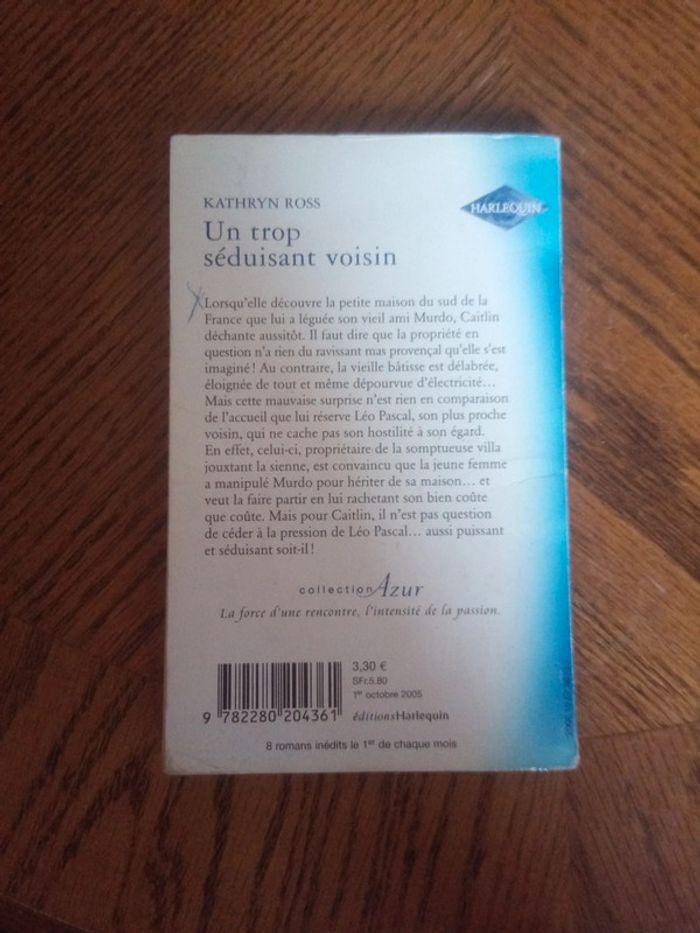 KATHRYN ROSS
HARLEQUIN
Un trop
séduisant voisin
Lorsqu'elle découvre la petite maison du sud de la
France que lui a léguée son vieil ami Murdo, Caitlin
déchante aussitôt. Il faut dire que la propriété en
question n'a rien du ravissant mas provençal qu'elle s'est
imaginé ! Au contraire, la vieille bâtisse est délabrée,
éloignée de tout et même dépourvue d'électricité...
Mais cette mauvaise surprise n'est rien en comparaison
de l'accueil que lui réserve Léo Pascal, son plus proche
voisin, qui ne cache pas son hostilité à son égard.
En effet, celui-ci, propriétaire de la somptueuse villa
jouxtant la sienne, est convaincu que la jeune femme
a manipulé Murdo pour hériter de sa maison... et
veut la faire partir en lui rachetant son bien coûte
que coûte. Mais pour Caitlin, il n'est pas question
de céder à la pression de Léo Pascal... aussi puissant
et séduisant soit-il !
collection Azur
La force d'une rencontre, l'intensité de la passion.
3,30 €
SFr.5.80
1er octobre 2005
9 782280 204361
éditionsHarlequin
8 romans inédits le 1er de chaque mois